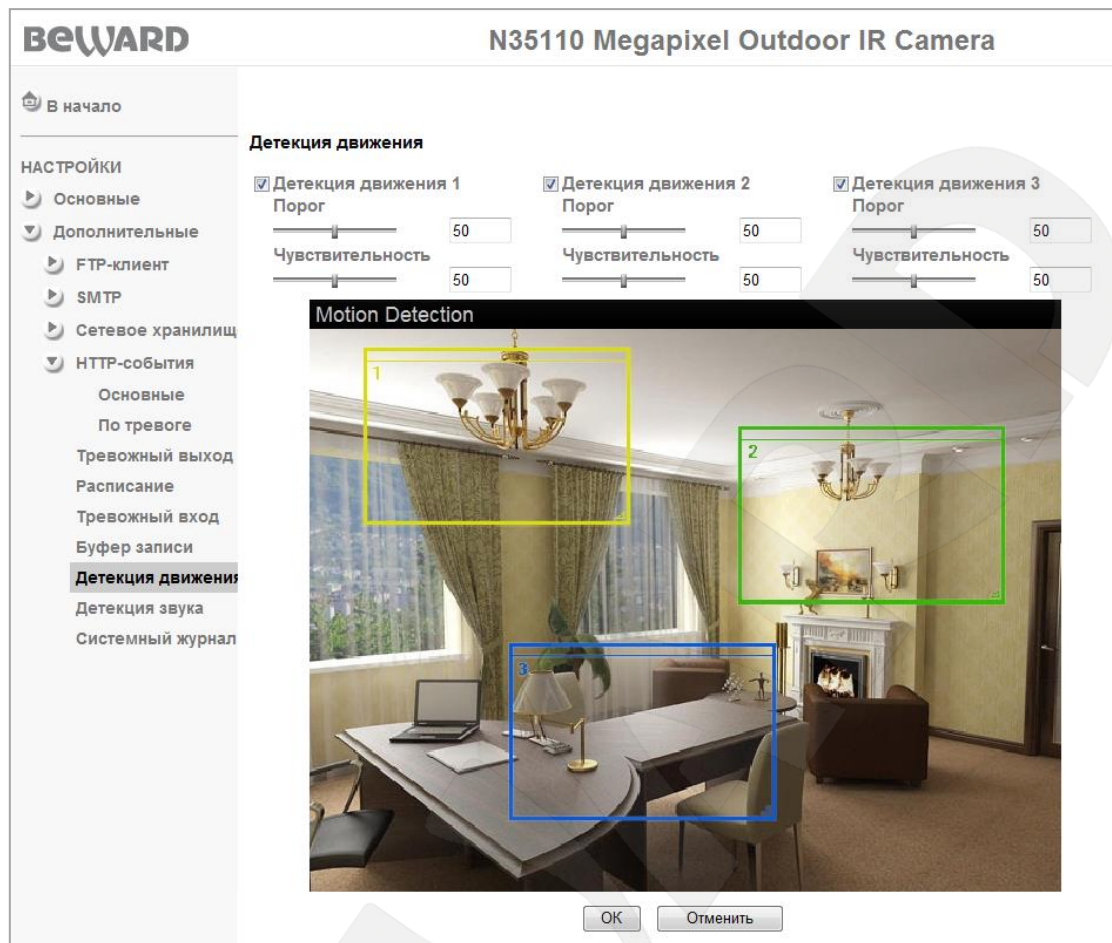 BEWARD
N35110 Megapixel Outdoor IR Camera
В начало
НАСТРОЙКИ
Основные
Дополнительные
FTP-клиент
SMTP
Сетевое хранилищ
HTTP-события
Основные
По тревоге
Тревожный выход
Расписание
Тревожный вход
Буфер записи
Детекция движения
Детекция звука
Системный журнал
Детекция движения
Детекция движения 1
Порог
50
Чувствительность
50
Детекция движения 2
Порог
50
Чувствительность
50
Детекция движения 3
Порог
50
Чувствительность
50
Motion Detection
1
2
3
OK
Отменить